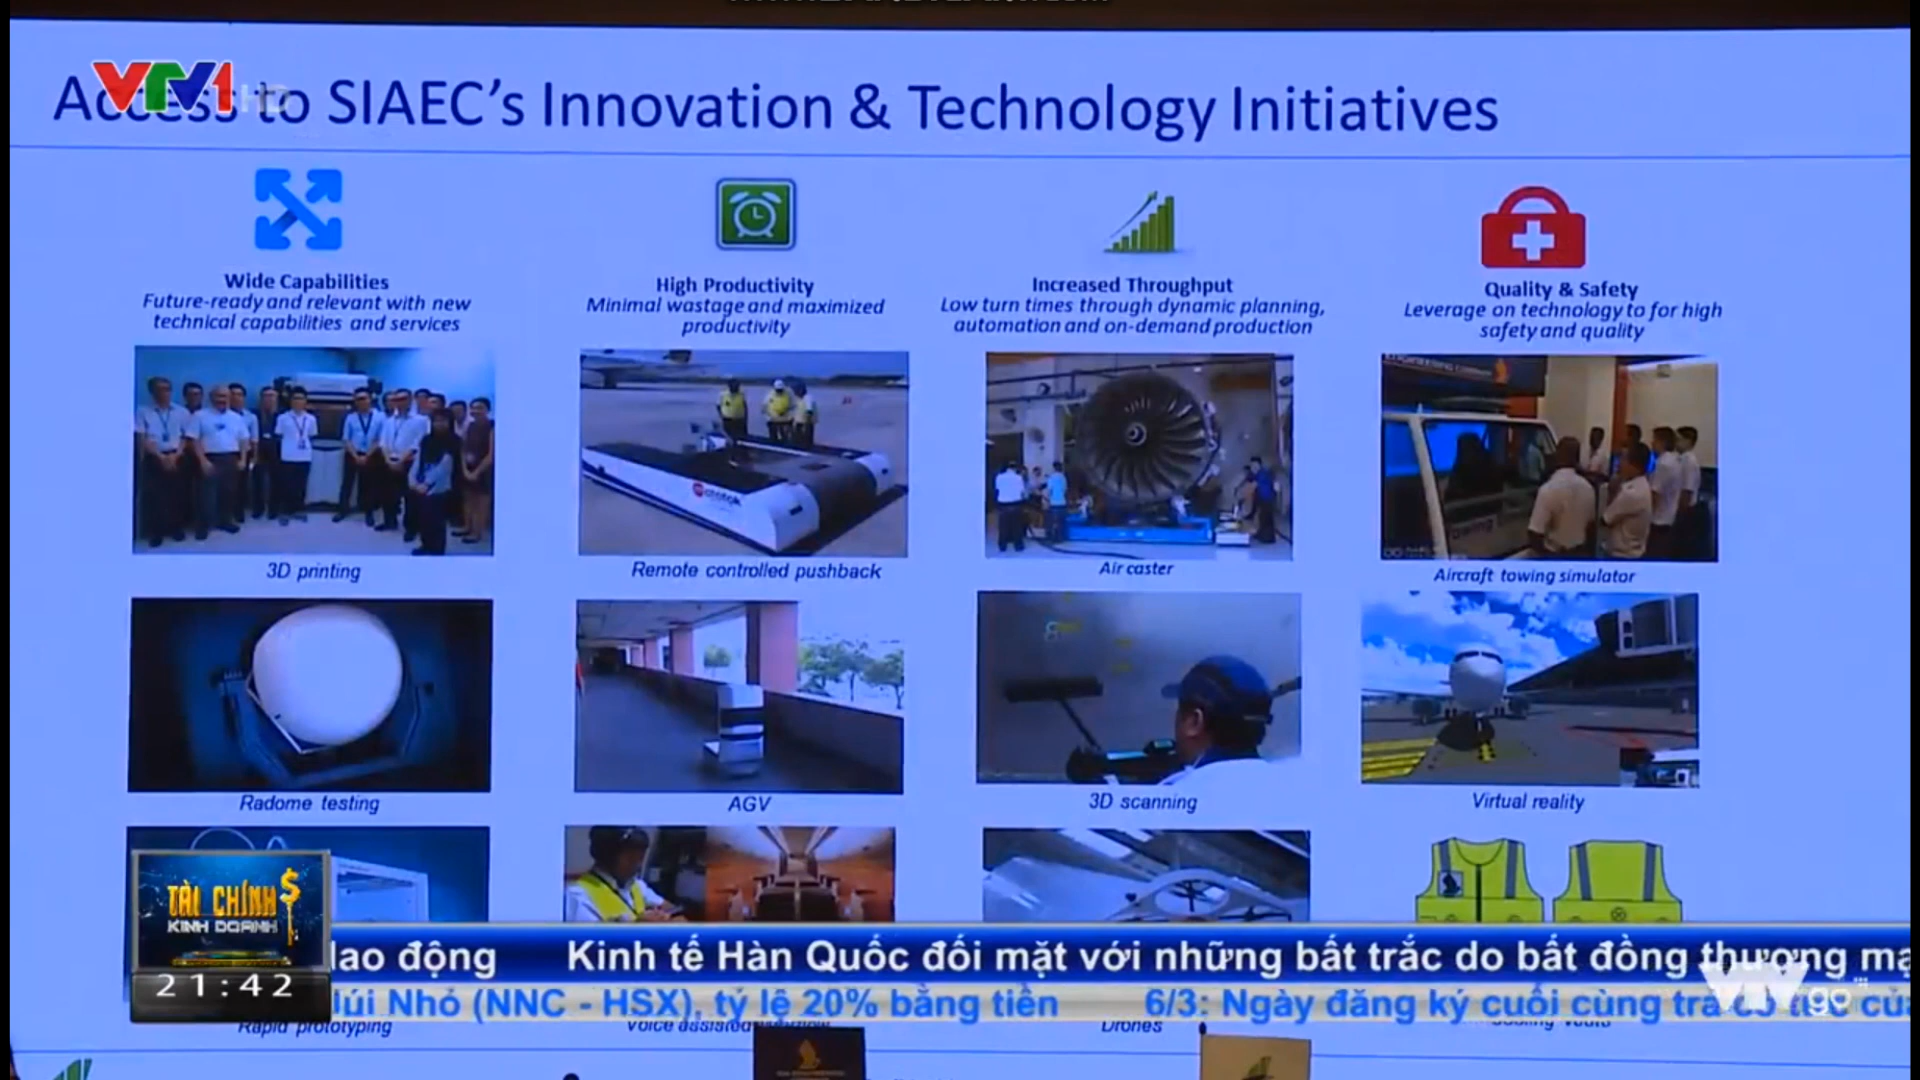 VTV1 HD
Access to SIAEC's Innovation & Technology Initiatives
Wide Capabilities
Future-ready and relevant with new
technical capabilities and services
High Productivity
Minimal wastage and maximized
productivity
Increased Throughput
Low turn times through dynamic planning,
automation and on-demand production
Quality & Safety
Leverage on technology to for high
safety and quality
3D printing
Remote controlled pushback
Air caster
Aircraft towing simulator
Radome testing
AGV
3D scanning
Virtual reality
TÀI CHÍNH $
KINH DOANH
21:42
lao động Kinh tế Hàn Quốc đối mặt với những bất trắc do bất đồng thương mạ
Núi Nhỏ (NNC - HSX), tỷ lệ 20% bằng tiền 6/3: Ngày đăng ký cuối cùng trả cổ tức củ
VTV go
Rapid prototyping
Voice assisted
Drones